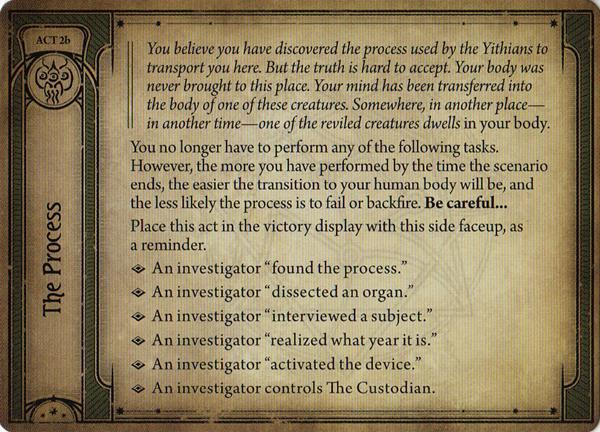 ACT 2b
The Process
You believe you have discovered the process used by the Yithians to
transport you here. But the truth is hard to accept. Your body was
never brought to this place. Your mind has been transferred into
the body of one of these creatures. Somewhere, in another place—
in another time—one of the reviled creatures dwells in your body.
You no longer have to perform any of the following tasks.
However, the more you have performed by the time the scenario
ends, the easier the transition to your human body will be, and
the less likely the process is to fail or backfire. Be careful...
Place this act in the victory display with this side faceup, as
a reminder.
An investigator “found the process.”
An investigator “dissected an organ.”
An investigator “interviewed a subject.”
An investigator “realized what year it is.”
An investigator “activated the device.”
An investigator controls The Custodian.